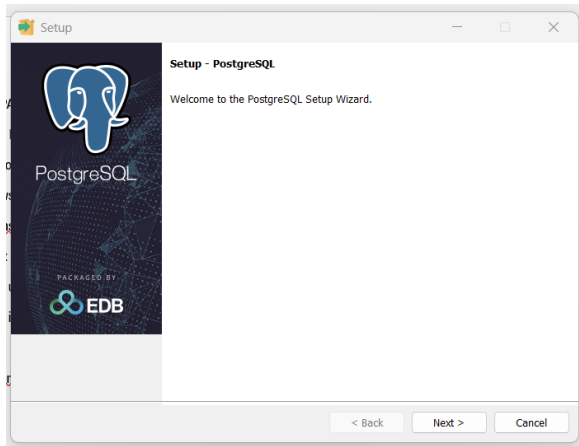 Setup
Setup - PostgreSQL
Welcome to the PostgreSQL Setup Wizard.
PostgreSQL
PACKAGED BY
EDB
< Back
Next >
Cancel